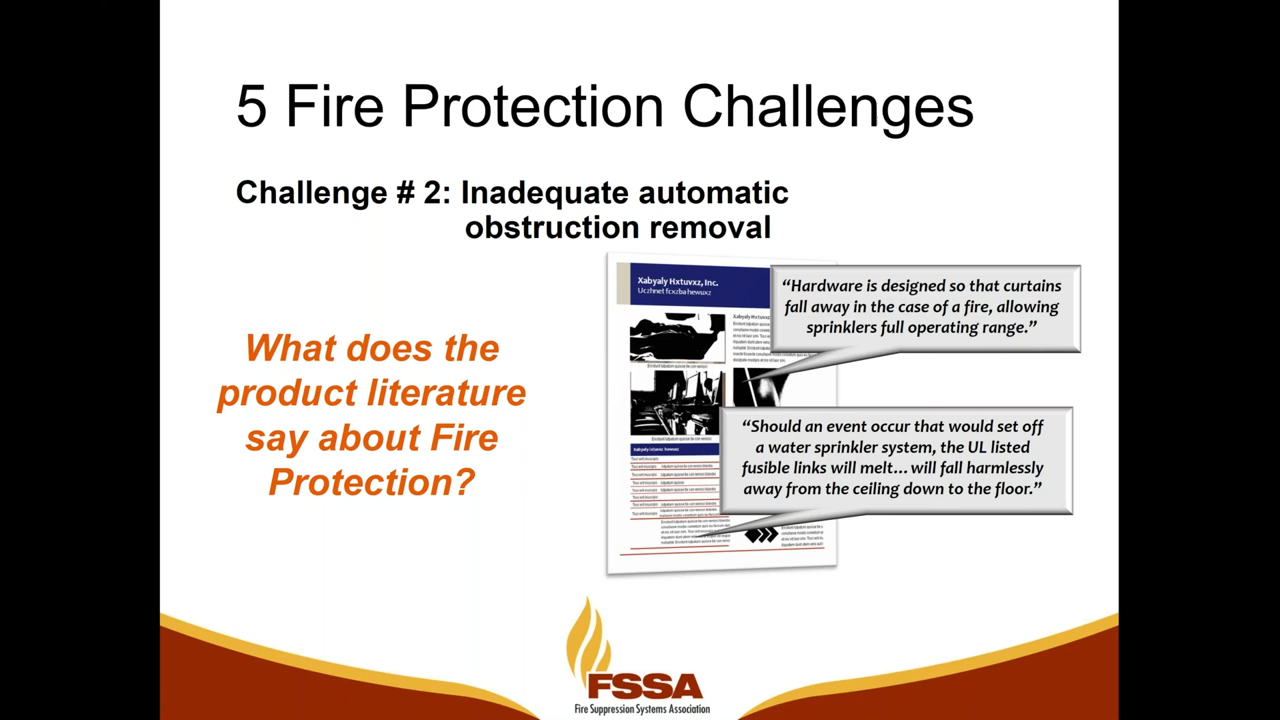 5 Fire Protection Challenges
Challenge # 2: Inadequate automatic
obstruction removal
What does the
product literature
say about Fire
Protection?
Xabyaly Hxtuvxz, Inc.
Uczhnet fcxzba hewuxz
Xabyaly Hxtuvxz
“Hardware is designed so that curtains
fall away in the case of a fire, allowing
sprinklers full operating range.”
“Should an event occur that would set off
a water sprinkler system, the UL listed
fusible links will melt… will fall harmlessly
away from the ceiling down to the floor.”
FSSA
Fire Suppression Systems Association